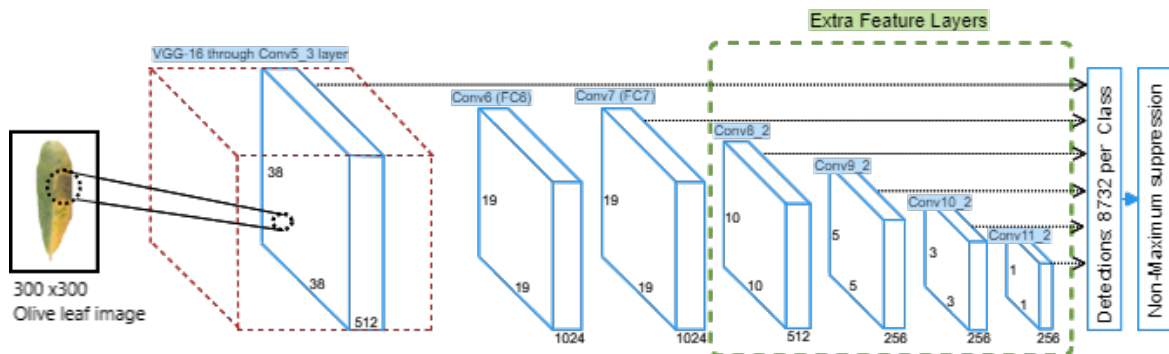 Extra Feature Layers
VGG-16 through Conv5_3 layer
Conv6 (FC6)
Conv7 (FC7)
Conv8_2
Conv9_2
Conv10_2
Conv11_2
38
38
512
19
19
1024
19
19
1024
10
10
512
5
5
256
3
3
256
1
1
256
300 x300
Olive leaf image
Detections: 8732 per Class
Non-Maximum suppression